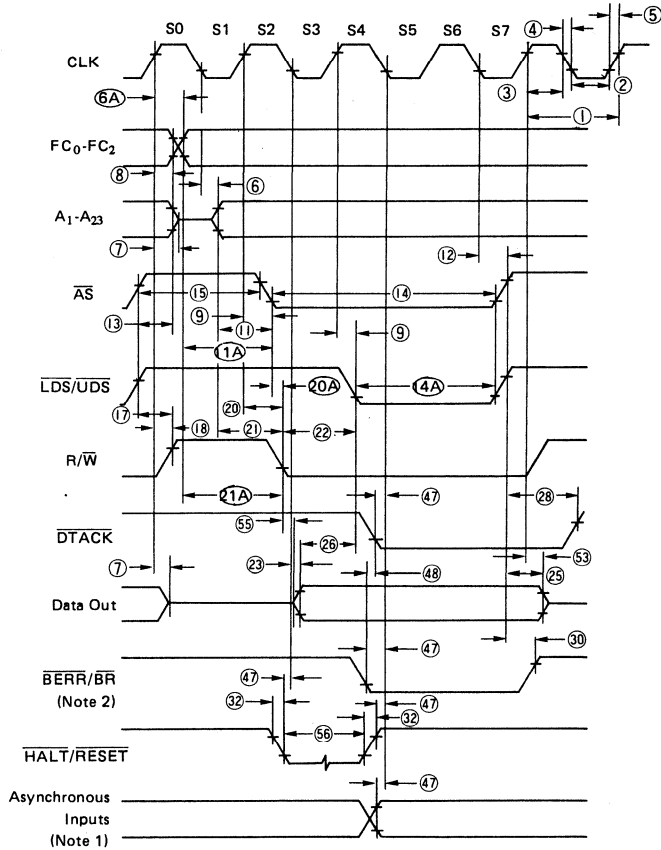 S0 S1 S2 S3 S4 S5 S6 S7
④ ⑤
CLK
③ ②
⑥A ①
FC₀-FC₂
⑧ ⑥
A₁-A₂₃
⑦ ⑫
AS
⑮ ⑭
⑬ ⑨ ⑪ ⑨
⑪A
LDS/UDS
⑳A ⑭A
⑰ ⑱ ⑳ ㉑ ㉒
R/W
㉑A ㊼ ㉘
DTACK
㊺ 55 ㉖ 53
⑦ ㉓ ㊽ ㉕
Data Out
㊼ ㉚
BERR/BR
(Note 2)
㊼ ㊼
㉜ 56 ㉜
HALT/RESET
㊼
Asynchronous
Inputs
(Note 1)